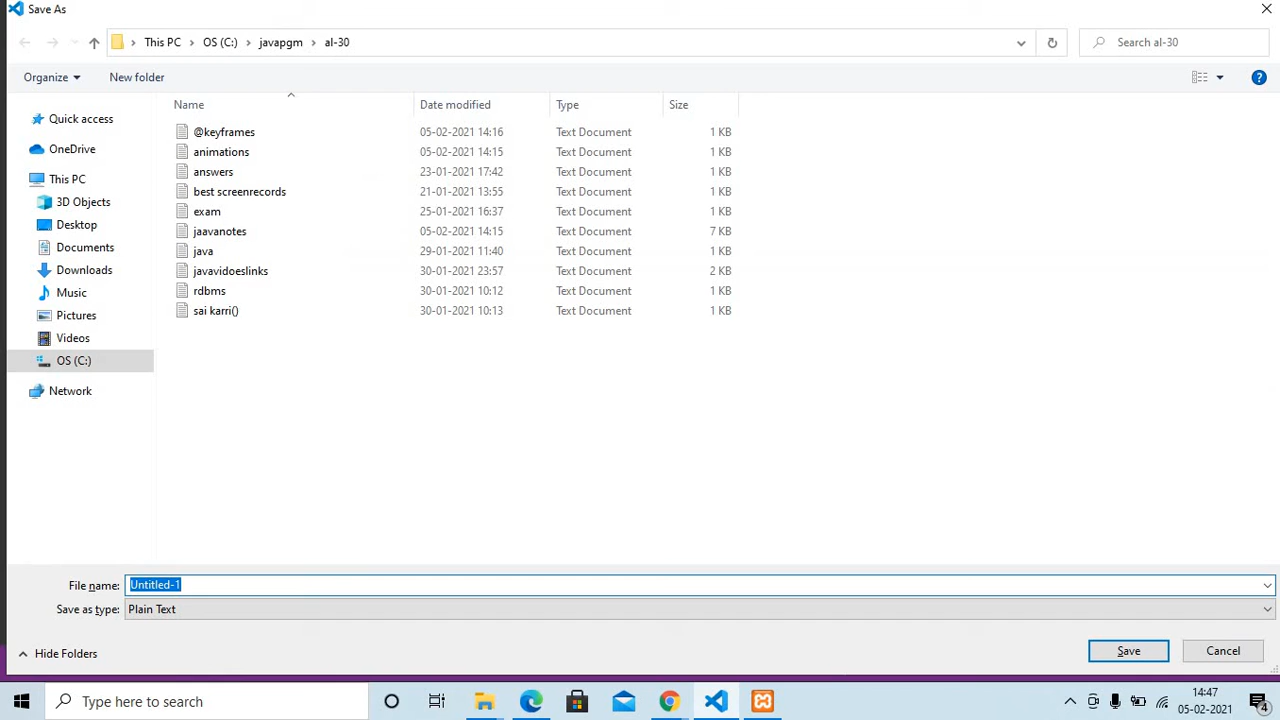 Save As
This PC OS (C:) javapgm al-30 Search al-30
Organize New folder
Name Date modified Type Size
@keyframes 05-02-2021 14:16 Text Document 1 KB
animations 05-02-2021 14:15 Text Document 1 KB
answers 23-01-2021 17:42 Text Document 1 KB
best screenrecords 21-01-2021 13:55 Text Document 1 KB
exam 25-01-2021 16:37 Text Document 1 KB
jaavanotes 05-02-2021 14:15 Text Document 7 KB
java 29-01-2021 11:40 Text Document 1 KB
javavidoeslinks 30-01-2021 23:57 Text Document 2 KB
rdbms 30-01-2021 10:12 Text Document 1 KB
sai karri() 30-01-2021 10:13 Text Document 1 KB
Quick access
OneDrive
This PC
3D Objects
Desktop
Documents
Downloads
Music
Pictures
Videos
OS (C:)
Network
File name: Untitled-1
Save as type: Plain Text
Hide Folders Save Cancel
Type here to search
14:47
05-02-2021
4